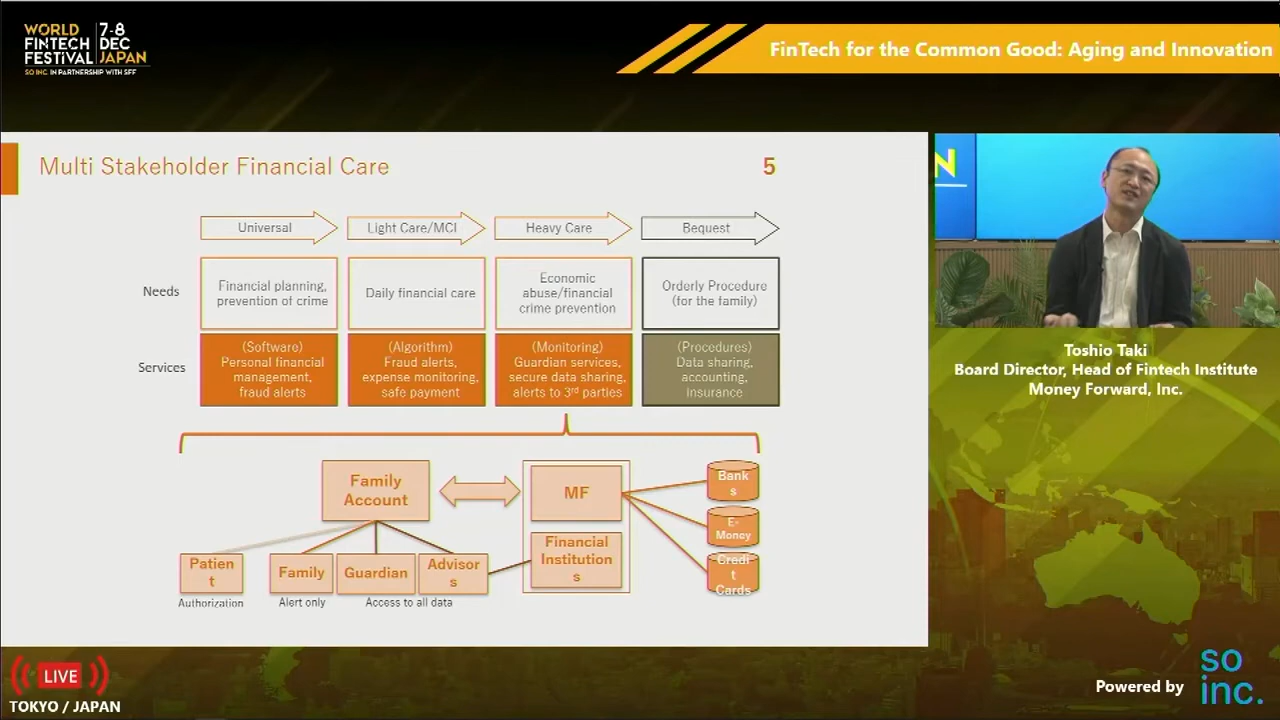 WORLD
FINTECH
FESTIVAL
7-8
DEC
JAPAN
SO INC. IN PARTNERSHIP WITH SFF
FinTech for the Common Good: Aging and Innovation
N
Multi Stakeholder Financial Care
5
Universal
Light Care/MCI
Heavy Care
Bequest
Needs
Financial planning,
prevention of crime
Daily financial care
Economic
abuse/financial
crime prevention
Orderly Procedure
(for the family)
Services
(Software)
Personal financial
management,
fraud alerts
(Algorithm)
Fraud alerts,
expense monitoring,
safe payment
(Monitoring)
Guardian services,
secure data sharing,
alerts to 3rd parties
(Procedures)
Data sharing,
accounting,
insurance
Family
Account
MF
Financial
Institution
s
Bank
s
E-
Money
Credi
t
Cards
Patien
t
Family
Guardian
Advisor
s
Authorization
Alert only
Access to all data
Toshio Taki
Board Director, Head of Fintech Institute
Money Forward, Inc.
LIVE
TOKYO / JAPAN
Powered by
so
inc.